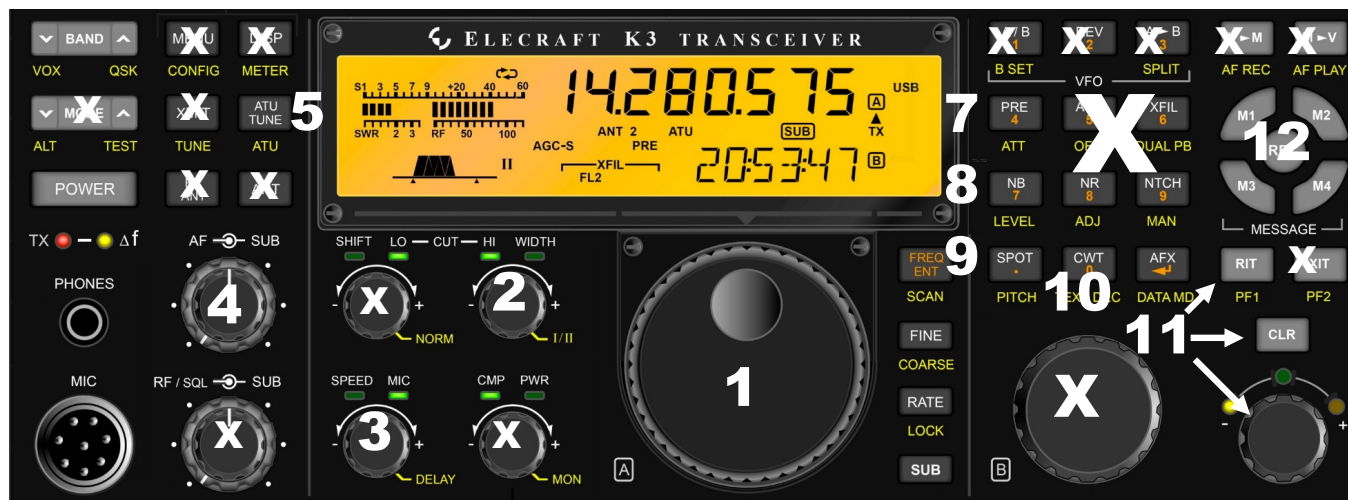 ELECRAFT K3 TRANSCEIVER
BAND
VOX QSK
X X
CONFIG METER
X
ALT TEST
X
TUNE
ATU TUNE
ATU
5
POWER
X X
ANT
TX Δf
PHONES
MIC
AF SUB
4
RF / SQL SUB
X
S1 3 5 7 9 +20 40 60
SWR 2 3 RF 50 100
14.280.575
USB
A
TX
ANT 2 ATU SUB
AGC-S PRE
II
XFIL
FL2
20:53:47
B
SHIFT LO CUT HI WIDTH
X 2
- + - +
NORM I/II
SPEED MIC CMP PWR
3 X
- + - +
DELAY MON
1
A
FREQ ENT
SCAN
FINE
COARSE
RATE
LOCK
SUB
X X X X X
B SET SPLIT AF REC AF PLAY
VFO
7
PRE 4
ATT
X
XFIL 6
DUAL PB
M1 M2
12
M3 M4
MESSAGE
8
NB 7
NR 8
NTCH 9
LEVEL ADJ MAN
9
SPOT .
CWT
AFX
PITCH
10
DATA MD
RIT
X
PF1 PF2
11
CLR
X
B
- +